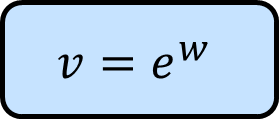 v = e^w